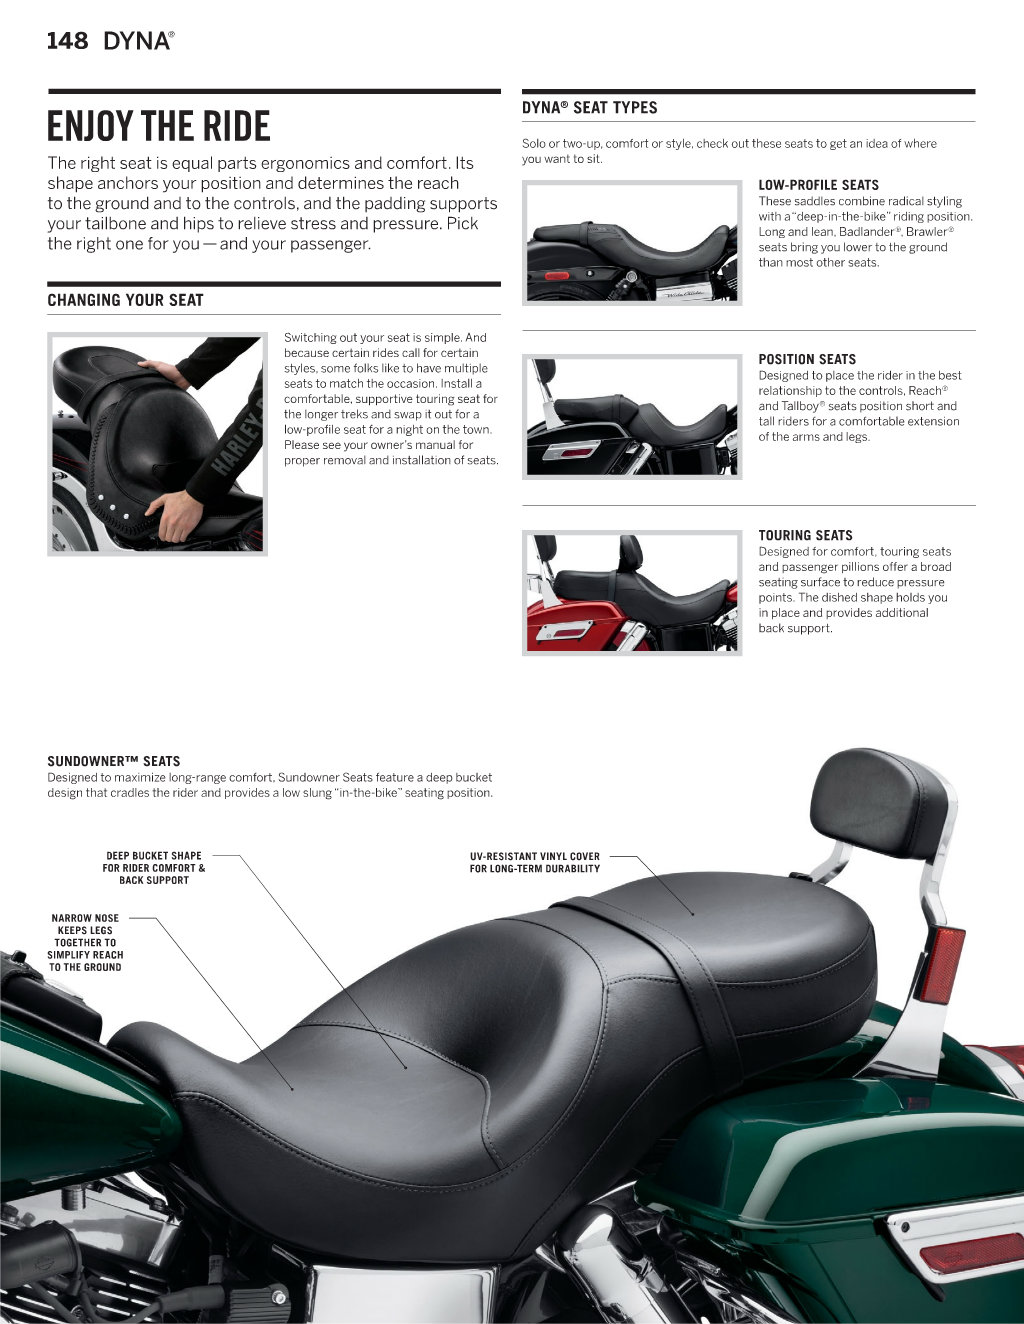 148 DYNA®
ENJOY THE RIDE
The right seat is equal parts ergonomics and comfort. Its
shape anchors your position and determines the reach
to the ground and to the controls, and the padding supports
your tailbone and hips to relieve stress and pressure. Pick
the right one for you — and your passenger.
CHANGING YOUR SEAT
Switching out your seat is simple. And
because certain rides call for certain
styles, some folks like to have multiple
seats to match the occasion. Install a
comfortable, supportive touring seat for
the longer treks and swap it out for a
low-profile seat for a night on the town.
Please see your owner's manual for
proper removal and installation of seats.
HARLEY
DYNA® SEAT TYPES
Solo or two-up, comfort or style, check out these seats to get an idea of where
you want to sit.
LOW-PROFILE SEATS
These saddles combine radical styling
with a "deep-in-the-bike" riding position.
Long and lean, Badlander®, Brawler®
seats bring you lower to the ground
than most other seats.
Wide Glide
POSITION SEATS
Designed to place the rider in the best
relationship to the controls, Reach®
and Tallboy® seats position short and
tall riders for a comfortable extension
of the arms and legs.
TOURING SEATS
Designed for comfort, touring seats
and passenger pillions offer a broad
seating surface to reduce pressure
points. The dished shape holds you
in place and provides additional
back support.
SUNDOWNER™ SEATS
Designed to maximize long-range comfort, Sundowner Seats feature a deep bucket
design that cradles the rider and provides a low slung "in-the-bike" seating position.
DEEP BUCKET SHAPE
FOR RIDER COMFORT &
BACK SUPPORT
UV-RESISTANT VINYL COVER
FOR LONG-TERM DURABILITY
NARROW NOSE
KEEPS LEGS
TOGETHER TO
SIMPLIFY REACH
TO THE GROUND